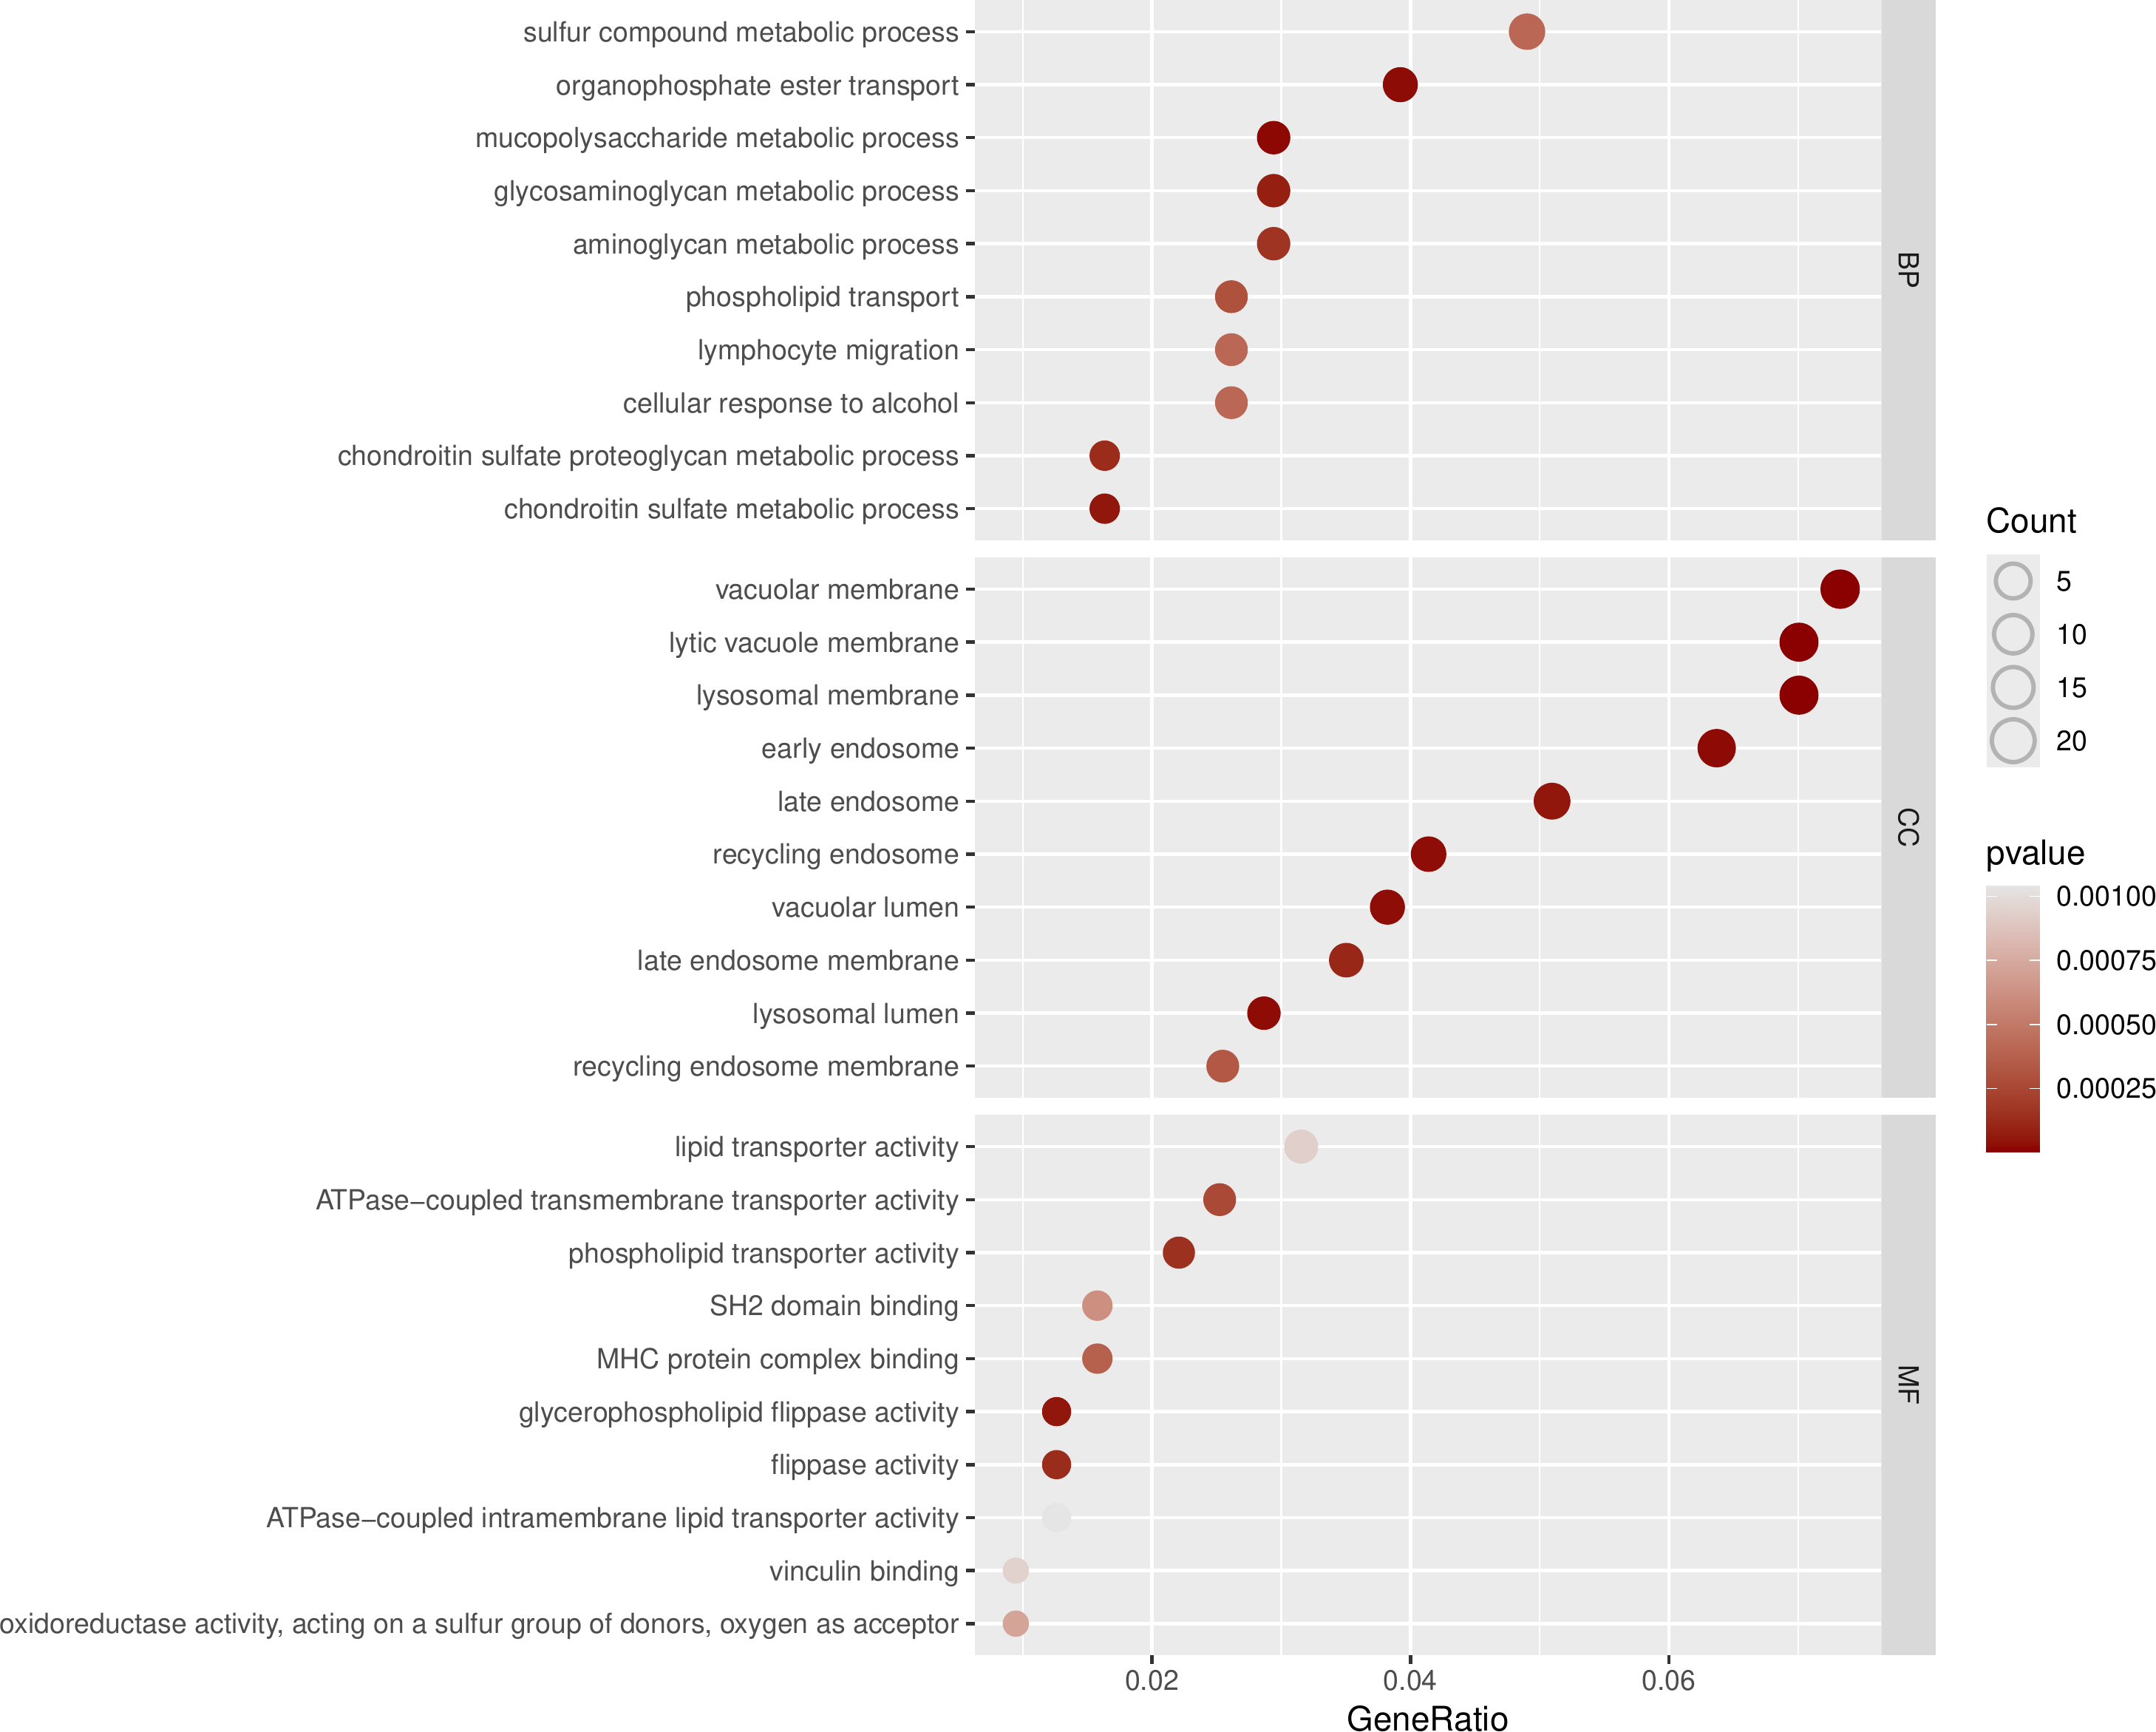 sulfur compound metabolic process
organophosphate ester transport
mucopolysaccharide metabolic process
glycosaminoglycan metabolic process
aminoglycan metabolic process
phospholipid transport
lymphocyte migration
cellular response to alcohol
chondroitin sulfate proteoglycan metabolic process
chondroitin sulfate metabolic process
BP
vacuolar membrane
lytic vacuole membrane
lysosomal membrane
early endosome
late endosome
recycling endosome
vacuolar lumen
late endosome membrane
lysosomal lumen
recycling endosome membrane
CC
lipid transporter activity
ATPase−coupled transmembrane transporter activity
phospholipid transporter activity
SH2 domain binding
MHC protein complex binding
glycerophospholipid flippase activity
flippase activity
ATPase−coupled intramembrane lipid transporter activity
vinculin binding
oxidoreductase activity, acting on a sulfur group of donors, oxygen as acceptor
MF
0.02 0.04 0.06
GeneRatio
Count
5
10
15
20
pvalue
0.00100
0.00075
0.00050
0.00025